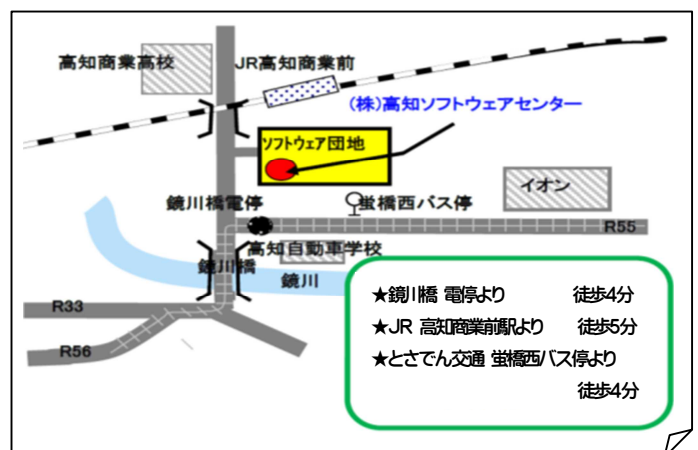 高知商業高校
JR高知商業前
(株)高知ソフトウェアセンター
ソフトウェア団地
イオン
鏡川橋電停
蛍橋西バス停
R55
高知自動車学校
鏡川橋
鏡川
R33
R56
★鏡川橋 電停より 徒歩4分
★JR 高知商業前駅より 徒歩5分
★とさでん交通 蛍橋西バス停より
徒歩4分